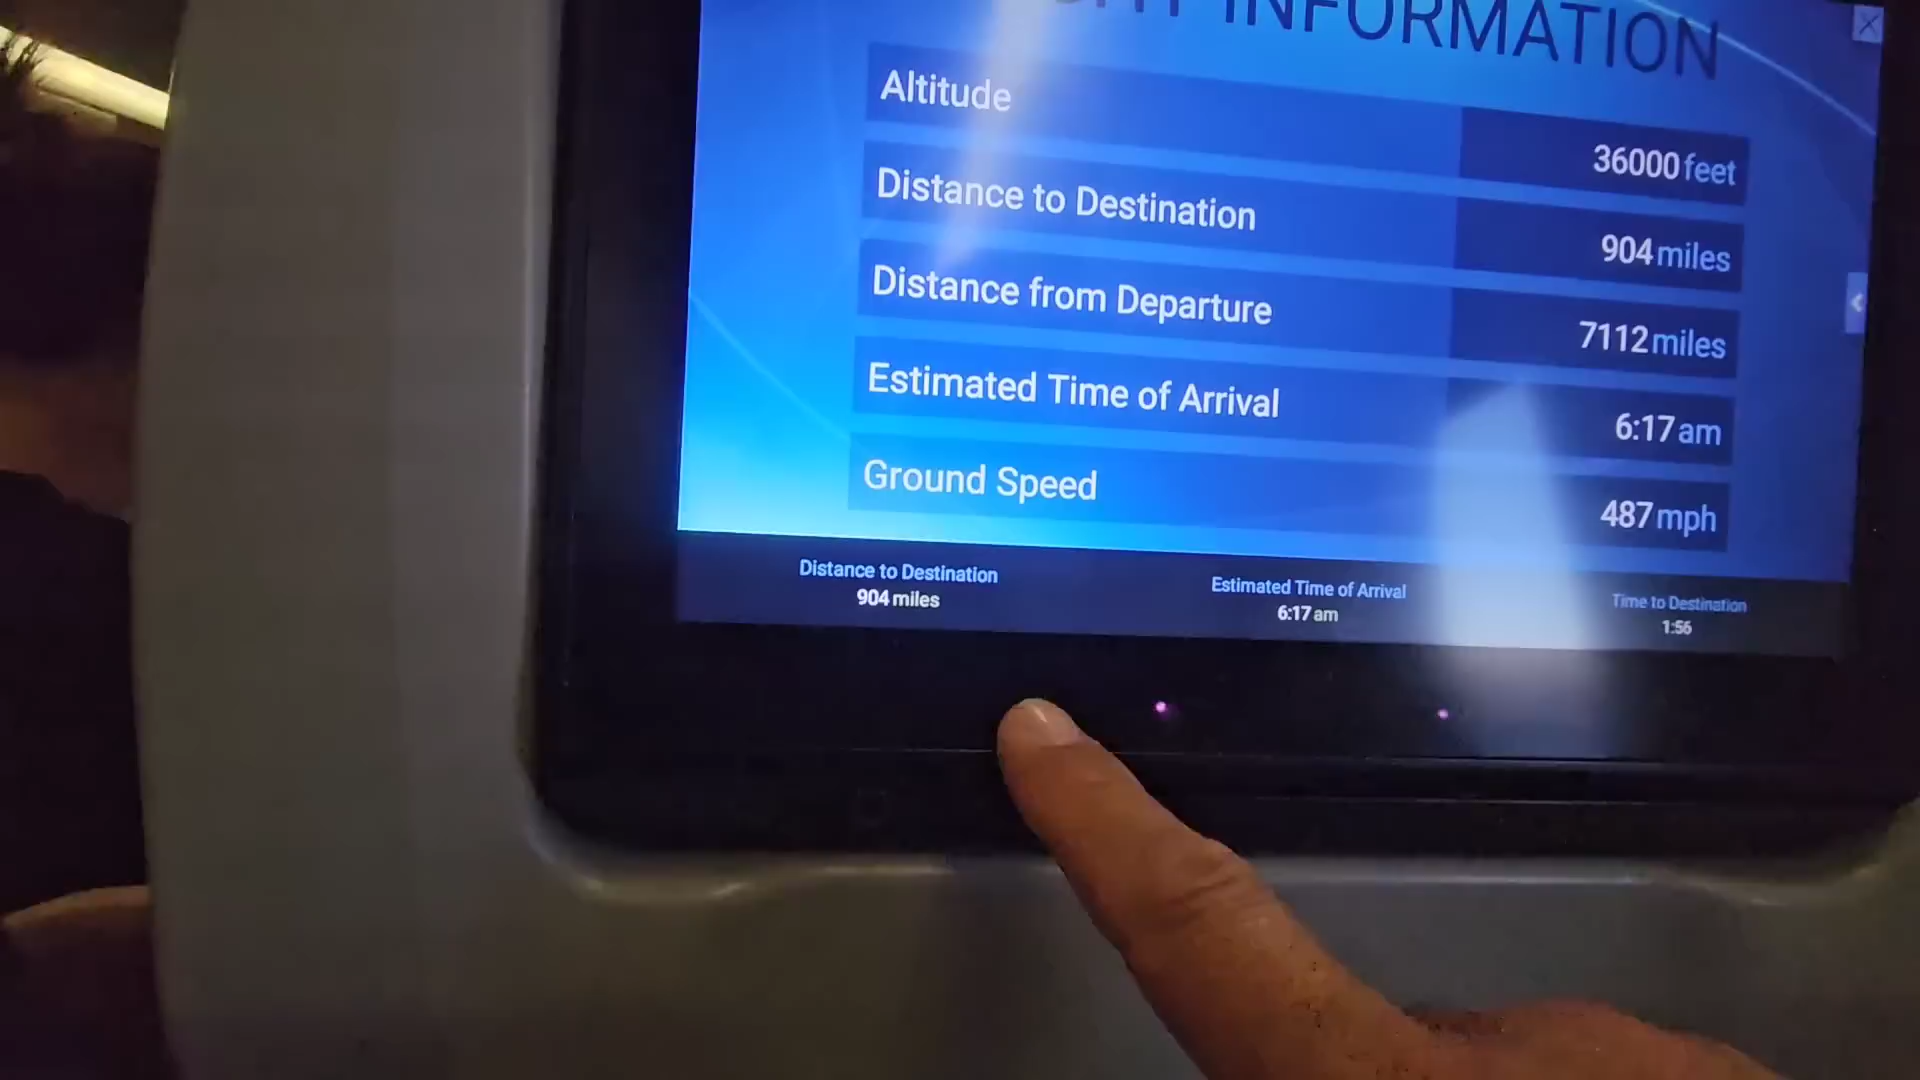 INFORMATION
Altitude
36000 feet
Distance to Destination
904 miles
Distance from Departure
7112 miles
Estimated Time of Arrival
6:17 am
Ground Speed
487 mph
Distance to Destination
904 miles
Estimated Time of Arrival
6:17 am
Time to Destination
1:56